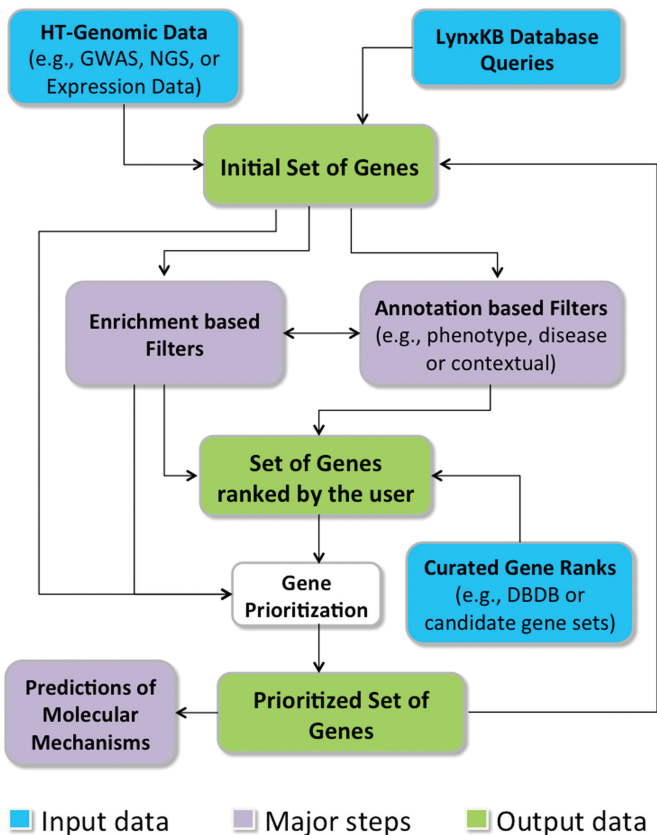 HT-Genomic Data
(e.g., GWAS, NGS, or
Expression Data)
LynxKB Database
Queries
Initial Set of Genes
Enrichment based
Filters
Annotation based Filters
(e.g., phenotype, disease
or contextual)
Set of Genes
ranked by the user
Gene
Prioritization
Curated Gene Ranks
(e.g., DBDB or
candidate gene sets)
Predictions of
Molecular
Mechanisms
Prioritized Set of
Genes
Input data
Major steps
Output data